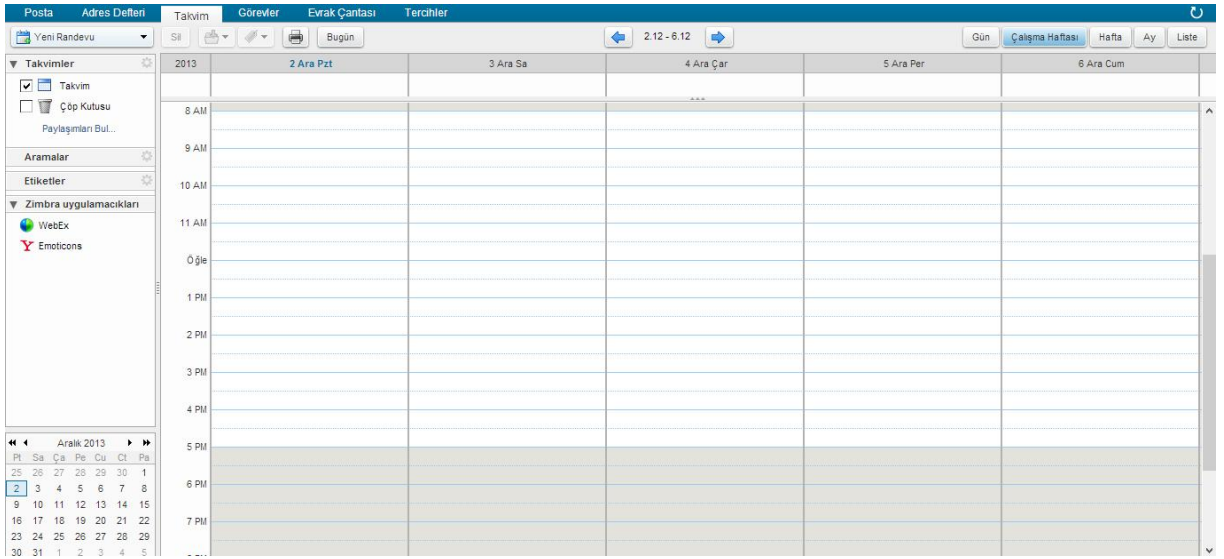 Posta Adres Defteri Takvim Görevler Evrak Çantası Tercihler
Yeni Randevu Sil Bugün 2.12 - 6.12 Gün Çalışma Haftası Hafta Ay Liste
Takvimler
Takvim
Çöp Kutusu
Paylaşımları Bul...
Aramalar
Etiketler
Zimbra uygulamacıkları
WebEx
Emoticons
Aralık 2013
Pt Sa Ça Pe Cu Ct Pa
25 26 27 28 29 30 1
2 3 4 5 6 7 8
9 10 11 12 13 14 15
16 17 18 19 20 21 22
23 24 25 26 27 28 29
30 31 1 2 3 4 5
2013 2 Ara Pzt 3 Ara Sa 4 Ara Çar 5 Ara Per 6 Ara Cum
8 AM
9 AM
10 AM
11 AM
Öğle
1 PM
2 PM
3 PM
4 PM
5 PM
6 PM
7 PM